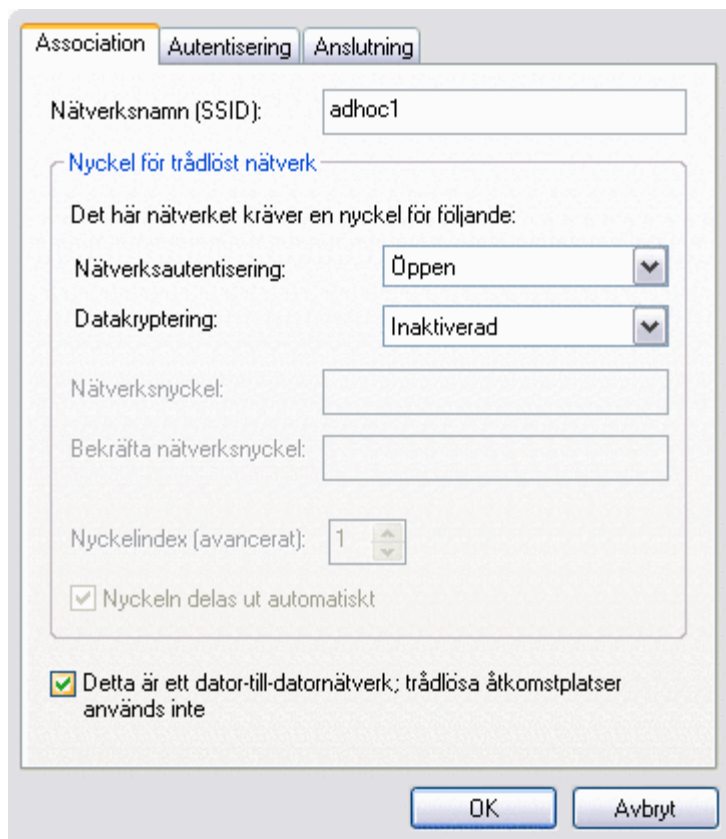 Association Autentisering Anslutning
Nätverksnamn (SSID): adhoc1
Nyckel för trådlöst nätverk
Det här nätverket kräver en nyckel för följande:
Nätverksautentisering: Öppen
Datakryptering: Inaktiverad
Nätverksnyckel:
Bekräfta nätverksnyckel:
Nyckelindex (avancerat): 1
Nyckeln delas ut automatiskt
Detta är ett dator-till-datornätverk; trådlösa åtkomstplatser
används inte
OK Avbryt